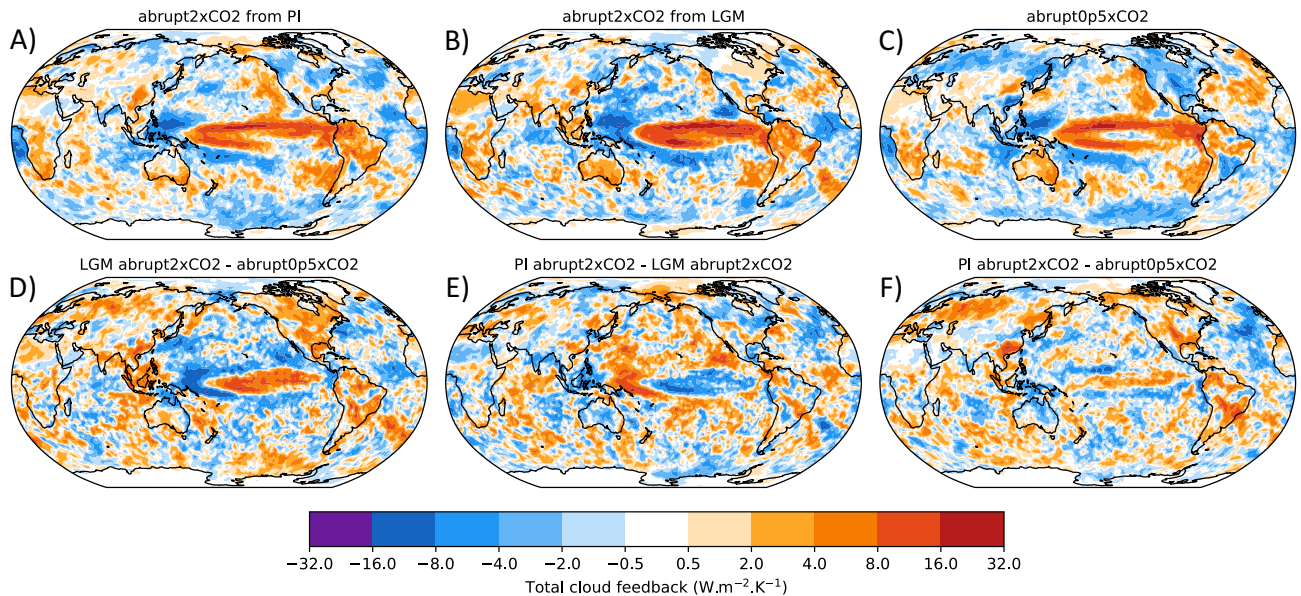 abrupt2xCO2 from PI
abrupt2xCO2 from LGM
abrupt0p5xCO2
A)
B)
C)
LGM abrupt2xCO2 - abrupt0p5xCO2
PI abrupt2xCO2 - LGM abrupt2xCO2
PI abrupt2xCO2 - abrupt0p5xCO2
D)
E)
F)
−32.0 −16.0 −8.0 −4.0 −2.0 −0.5 0.5 2.0 4.0 8.0 16.0 32.0
Total cloud feedback (W.m⁻².K⁻¹)